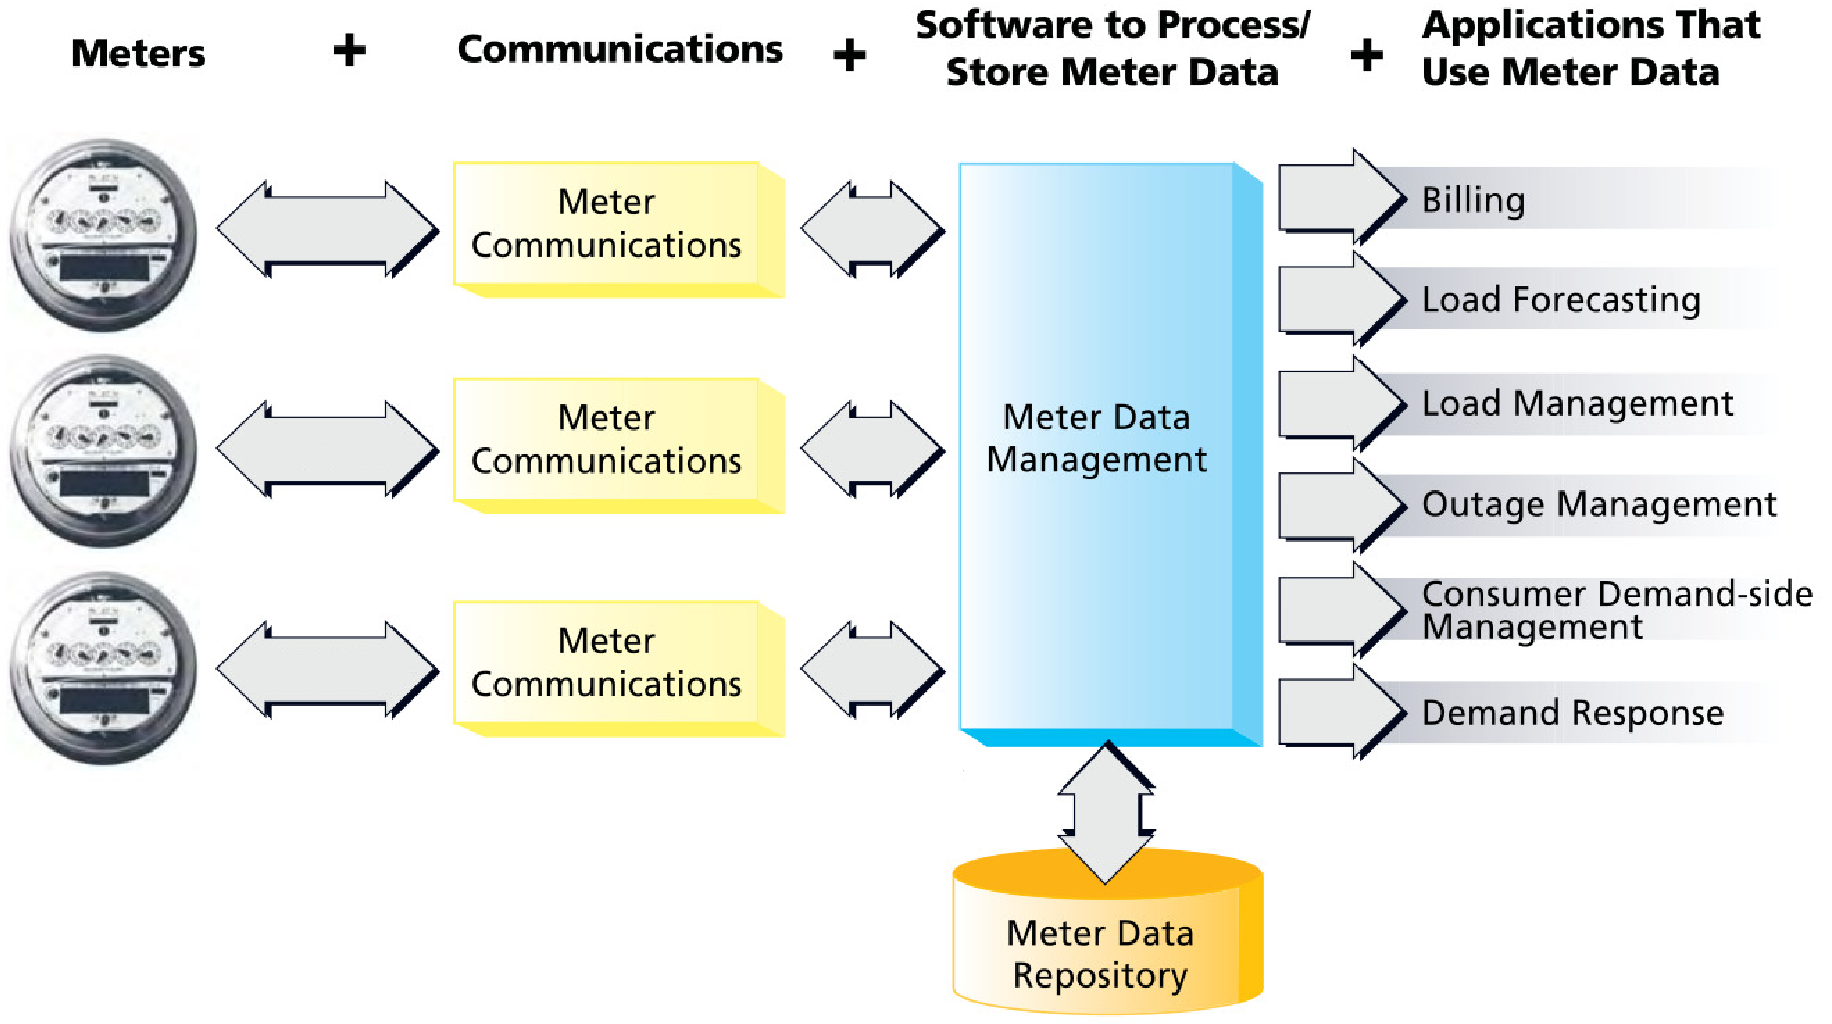 Meters + Communications + Software to Process/
Store Meter Data + Applications That
Use Meter Data
Meter
Communications
Meter
Communications
Meter
Communications
Meter Data
Management
Meter Data
Repository
Billing
Load Forecasting
Load Management
Outage Management
Consumer Demand-side
Management
Demand Response